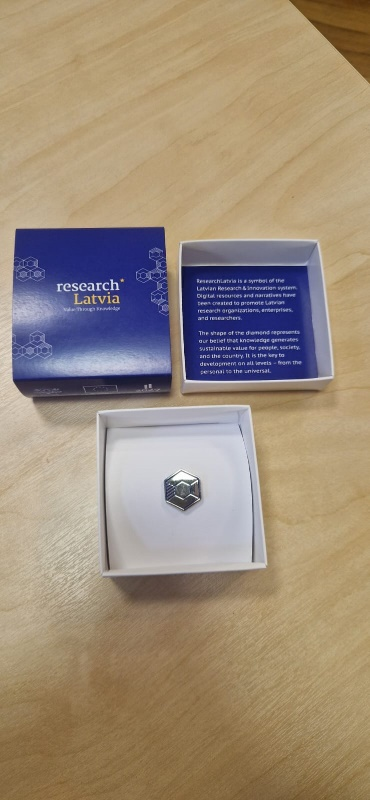 research*
Latvia
Value Through Knowledge
ResearchLatvia is a symbol of the
Latvian Research & Innovation system.
Digital resources and narratives have
been created to promote Latvian
research organizations, enterprises,
and researchers.
The shape of the diamond represents
our belief that knowledge generates
sustainable value for people, society,
and the country. It is the key to
development on all levels – from the
personal to the universal.